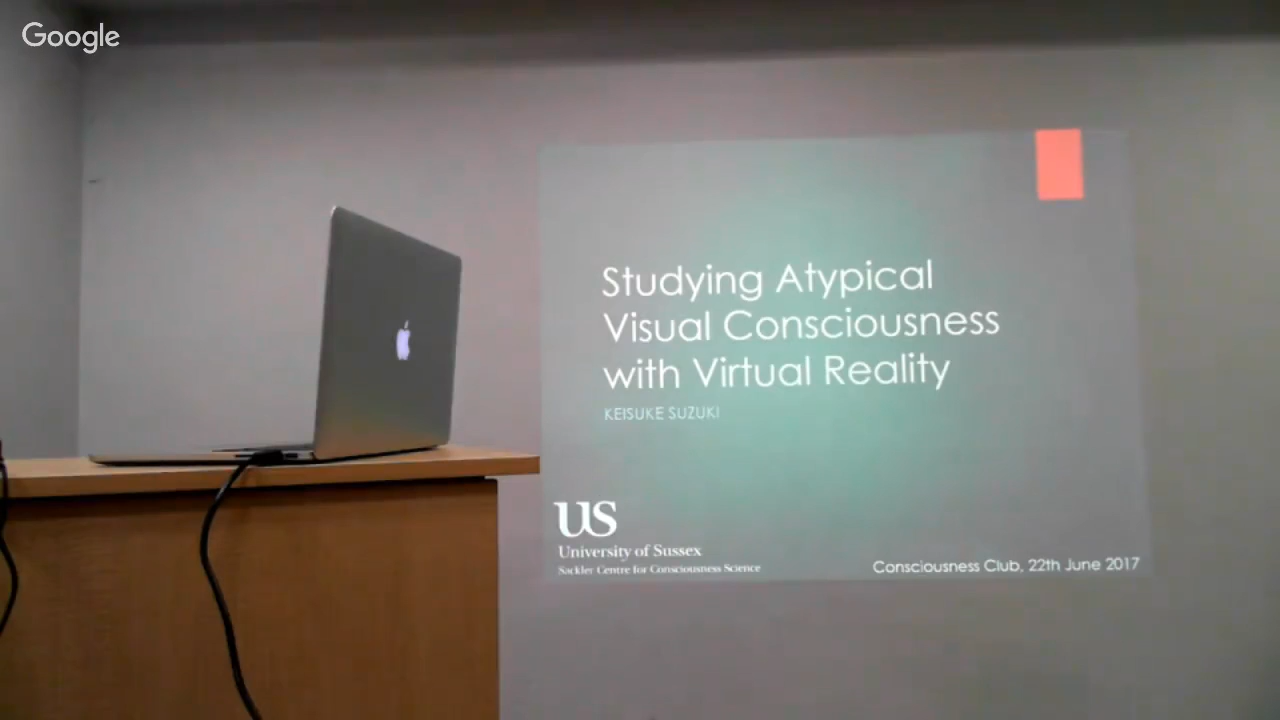 Google
Studying Atypical
Visual Consciousness
with Virtual Reality
KEISUKE SUZUKI
US
University of Sussex
Sackler Centre for Consciousness Science
Consciousness Club, 22th June 2017